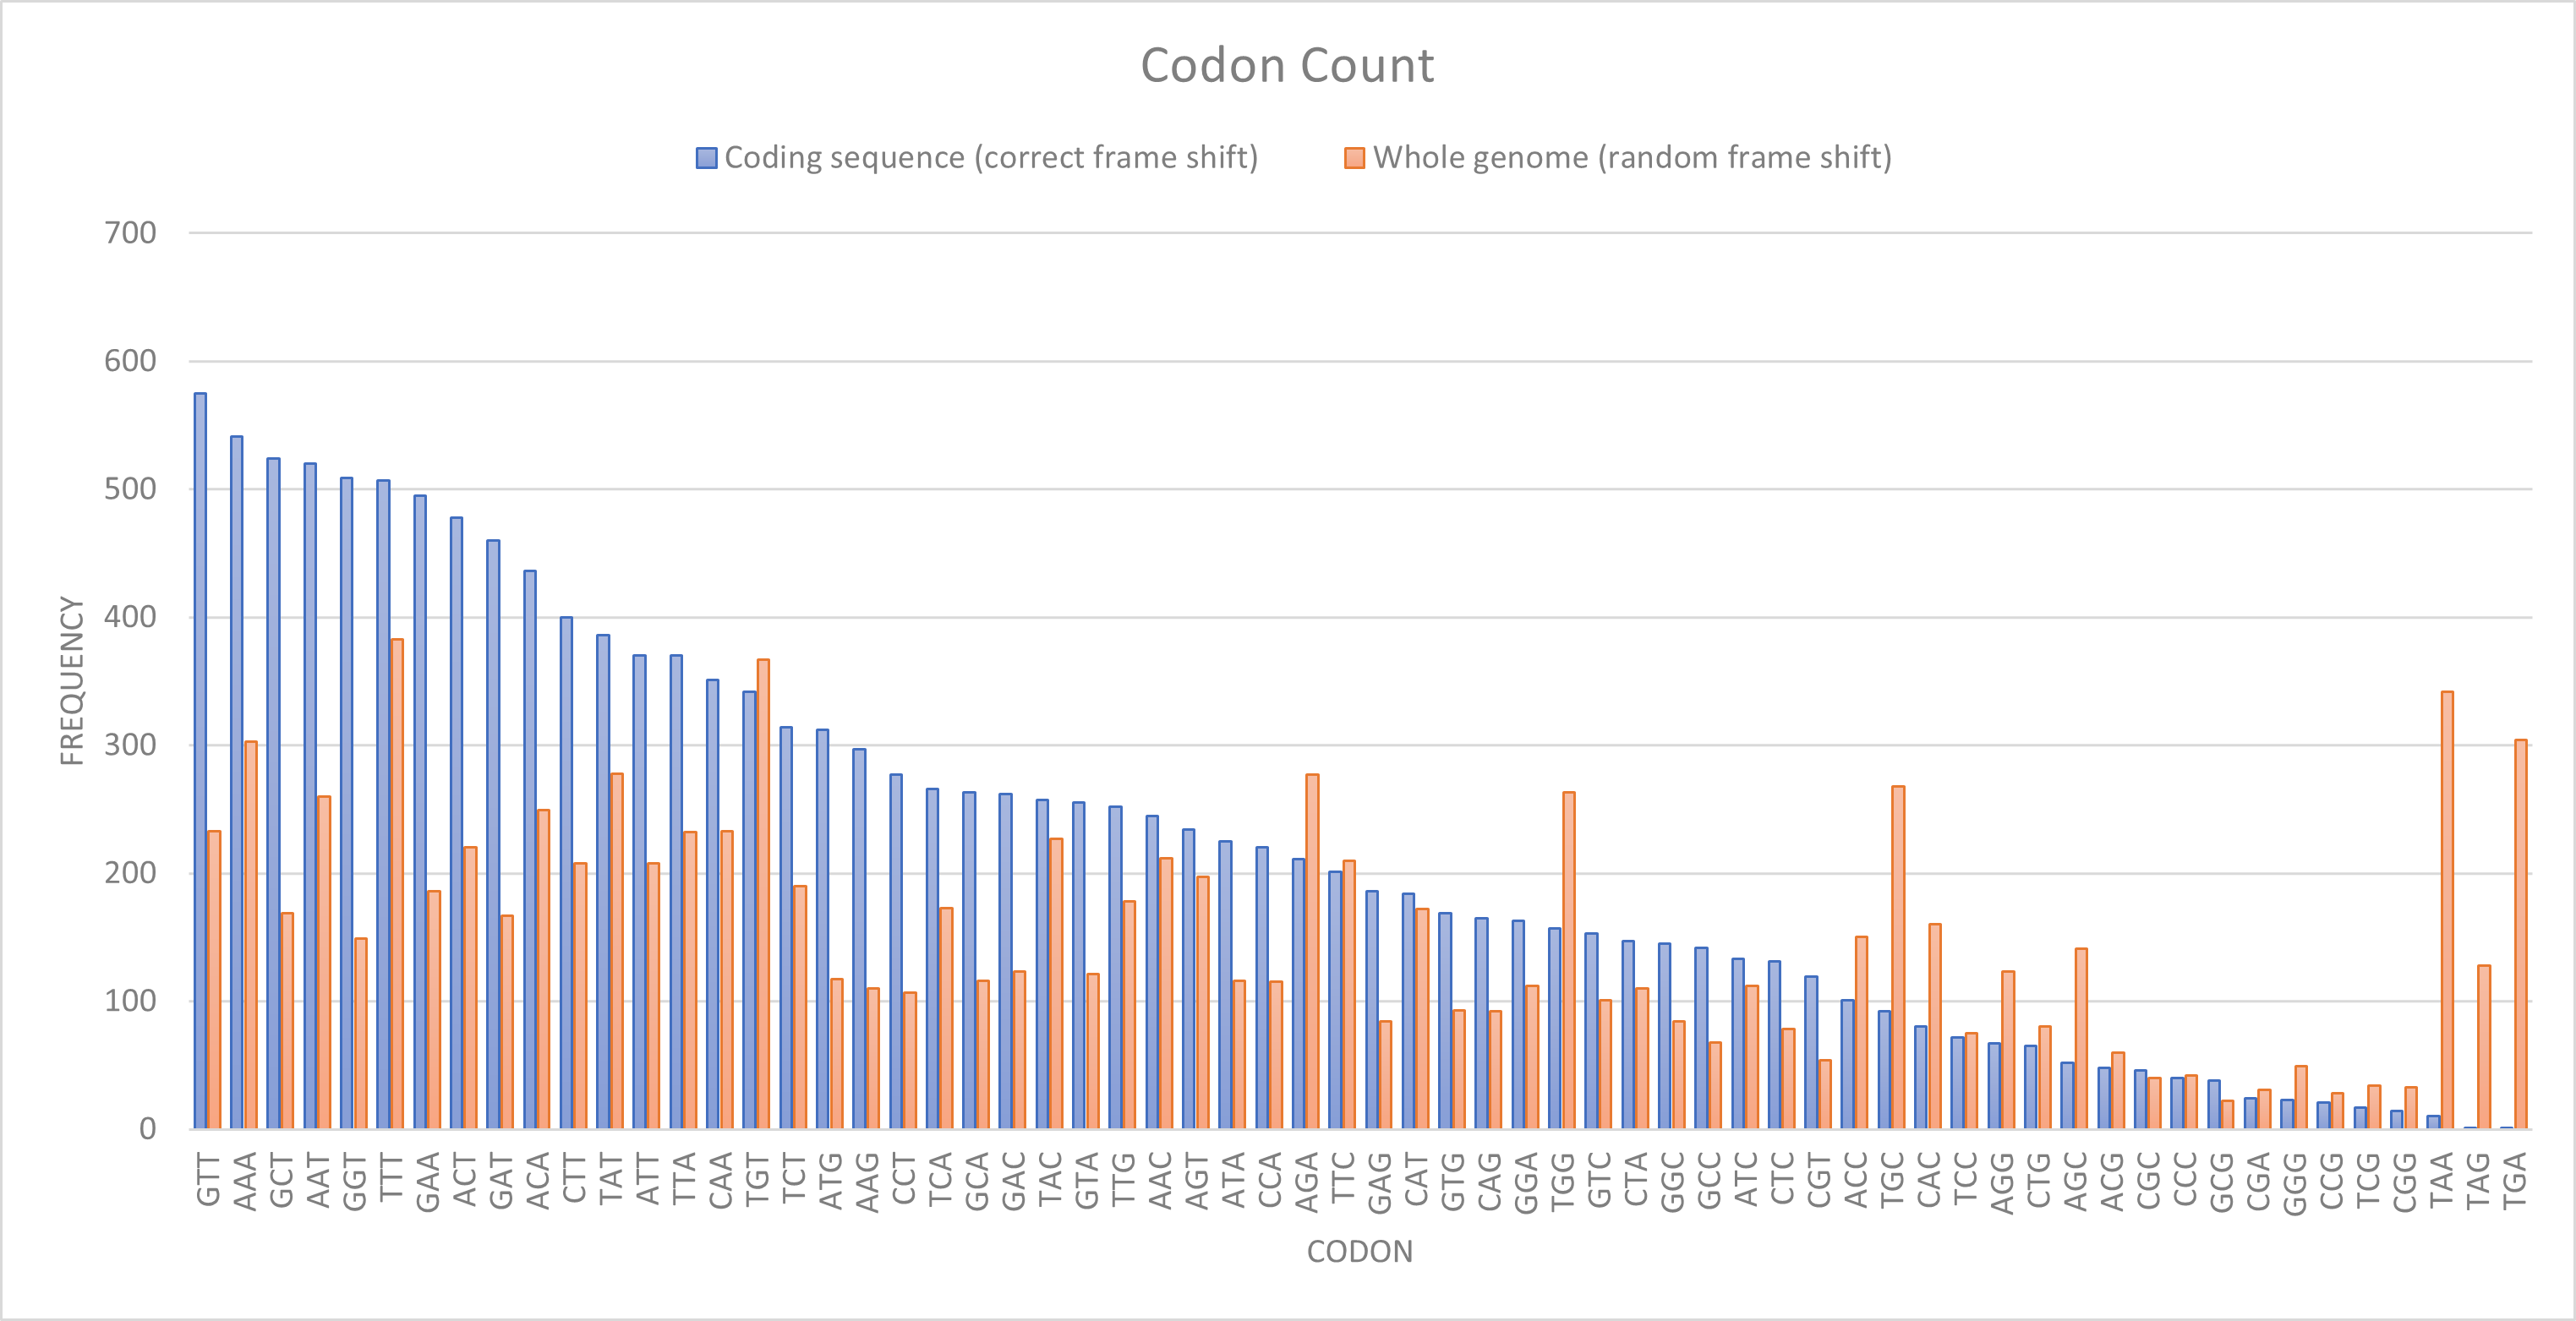 Codon Count
Coding sequence (correct frame shift) Whole genome (random frame shift)
700
600
500
400
300
200
100
0
FREQUENCY
GTT AAA GCT AAT GGT TTT GAA ACT GAT ACA CTT TAT ATT TTA CAA TGT TCT ATG AAG CCT TCA GCA GAC TAC GTA TTG AAC AGT ATA CCA AGA TTC GAG CAT GTG CAG GGA TGG GTC CTA GGC GCC ATC CTC CGT ACC TGC CAC TCC AGG CTG AGC ACG CGC CCC GCG CGA GGG CCG TCG CGG TAA TAG TGA
CODON